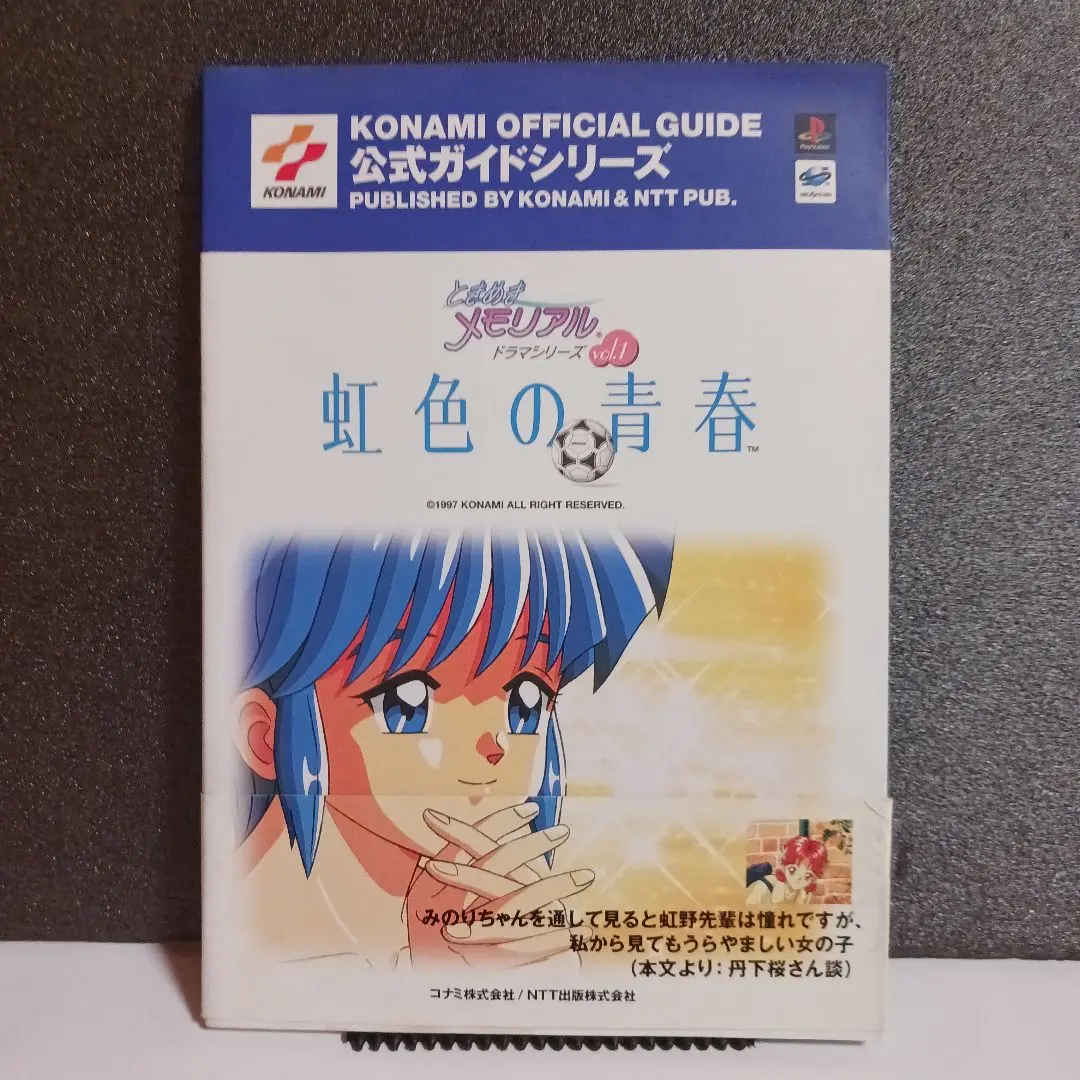 KONAMI OFFICIAL GUIDE
公式ガイドシリーズ
PUBLISHED BY KONAMI & NTT PUB.
KONAMI
PlayStation
ときめき
メモリアル®
ドラマシリーズ vol.1
虹色の青春™
©1997 KONAMI ALL RIGHT RESERVED.
みのりちゃんを通して見ると虹野先輩は憧れですが、
私から見てもうらやましい女の子
(本文より:丹下桜さん談)
コナミ株式会社/NTT出版株式会社